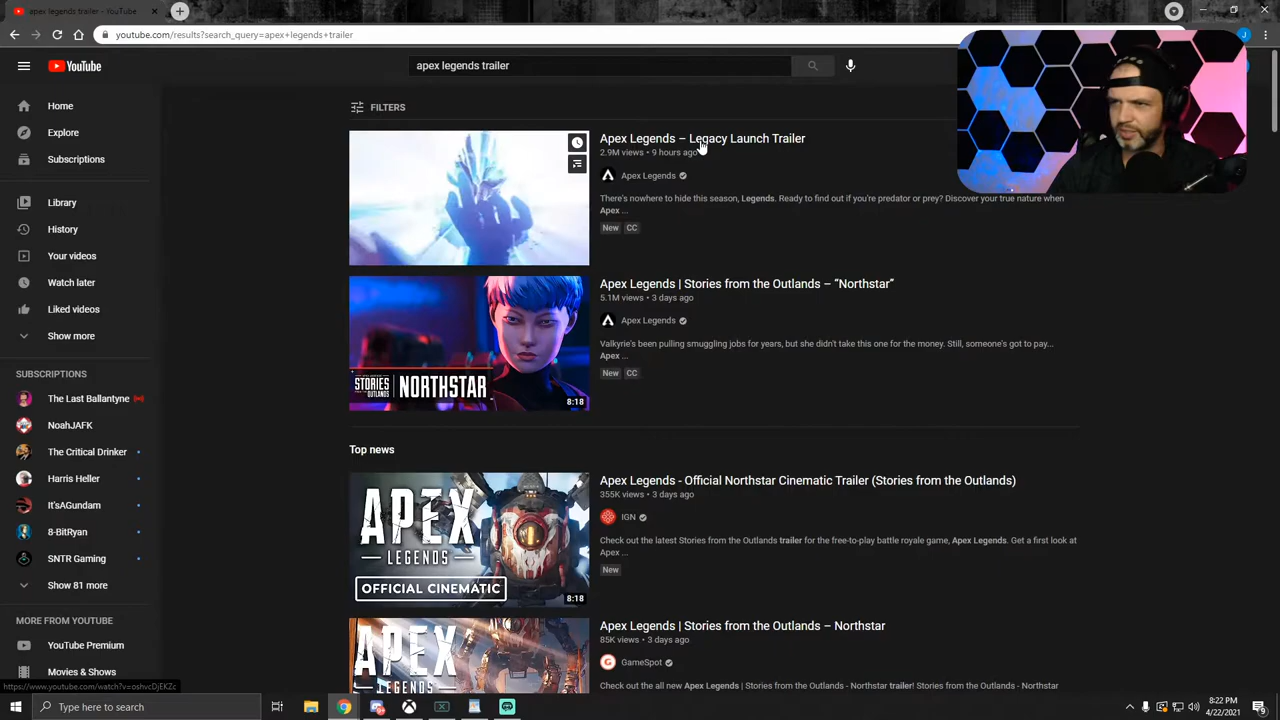 apex legends trailer - YouTube
youtube.com/results?search_query=apex+legends+trailer
J
YouTube
apex legends trailer
Home
Explore
Subscriptions
Library
History
Your videos
Watch later
Liked videos
Show more
SUBSCRIPTIONS
The Last Ballantyne
NoahJAFK
The Critical Drinker
Harris Heller
It'sAGundam
8-BitRyan
SNTR Gaming
Show 81 more
MORE FROM YOUTUBE
YouTube Premium
Movies & Shows
FILTERS
Apex Legends – Legacy Launch Trailer
2.9M views • 9 hours ago
Apex Legends
There's nowhere to hide this season, Legends. Ready to find out if you're predator or prey? Discover your true nature when
Apex ...
New CC
STORIES
OUTLANDS
NORTHSTAR
8:18
Apex Legends | Stories from the Outlands – “Northstar”
5.1M views • 3 days ago
Apex Legends
Valkyrie's been pulling smuggling jobs for years, but she didn't take this one for the money. Still, someone's got to pay...
Apex ...
New CC
Top news
APEX
LEGENDS
OFFICIAL CINEMATIC
8:18
Apex Legends - Official Northstar Cinematic Trailer (Stories from the Outlands)
355K views • 3 days ago
IGN
Check out the latest Stories from the Outlands trailer for the free-to-play battle royale game, Apex Legends. Get a first look at
Apex ...
New
APEX
LEGENDS
Apex Legends | Stories from the Outlands – Northstar
85K views • 3 days ago
GameSpot
Check out the all new Apex Legends | Stories from the Outlands - Northstar trailer! Stories from the Outlands - Northstar
https://www.youtube.com/watch?v=oshvcDjEKZc
Type here to search
8:22 PM
4/22/2021